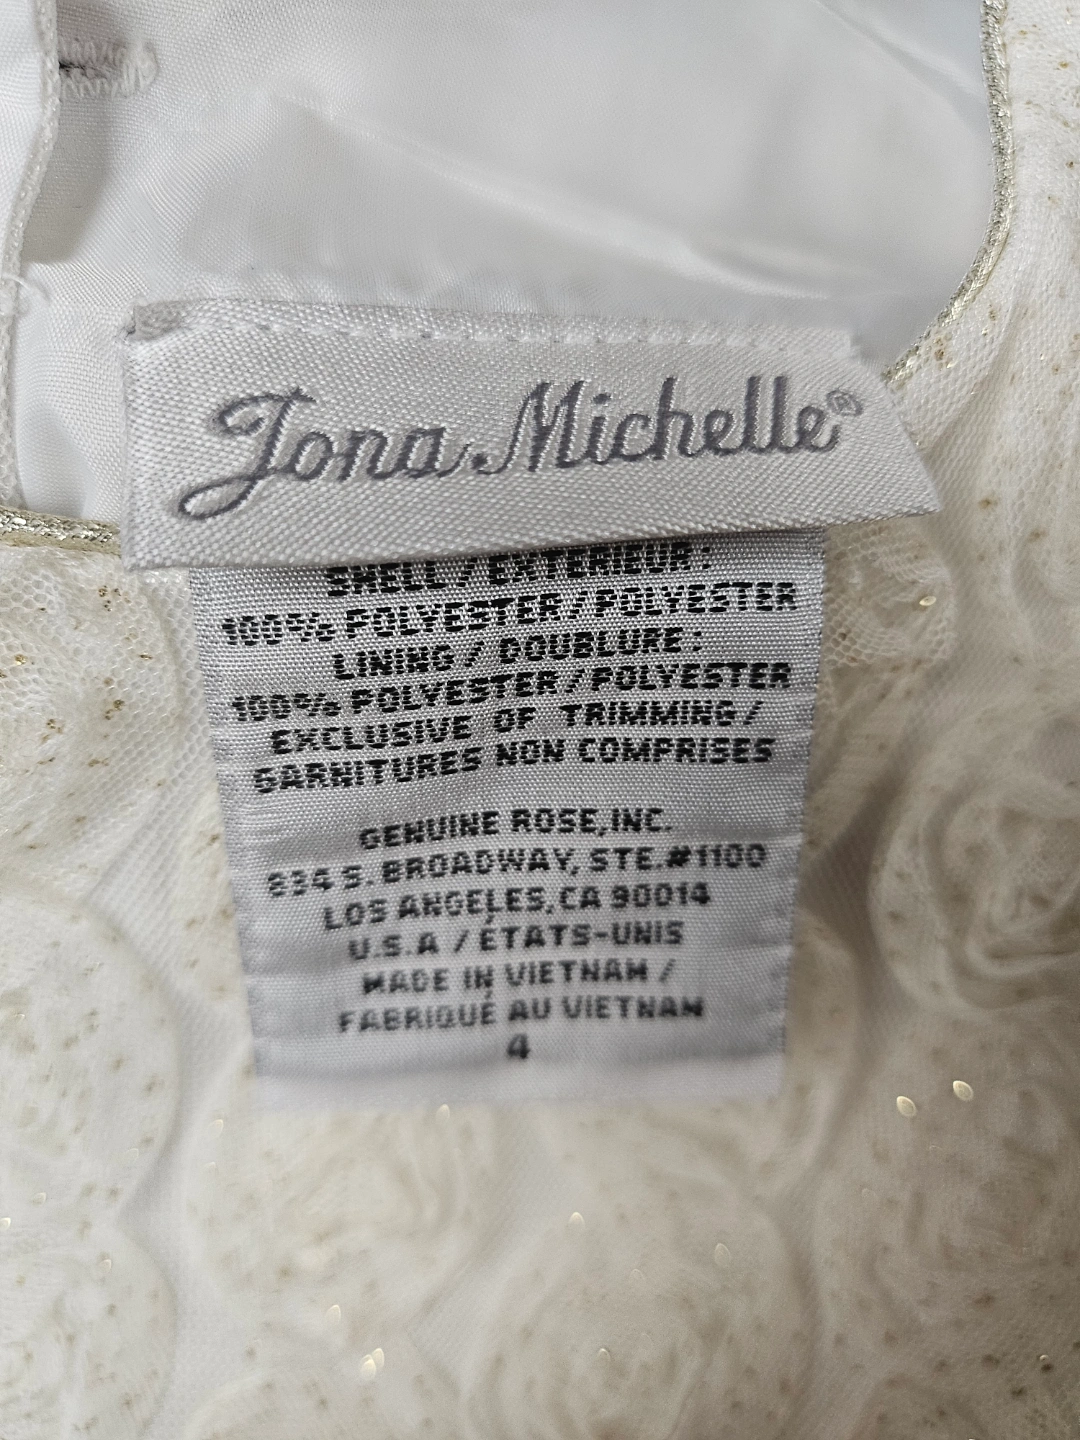 Jona Michelle®
SHELL / EXTÉRIEUR :
100% POLYESTER / POLYESTER
LINING / DOUBLURE :
100% POLYESTER / POLYESTER
EXCLUSIVE OF TRIMMING /
GARNITURES NON COMPRISES
GENUINE ROSE, INC.
834 S. BROADWAY, STE.#1100
LOS ANGELES, CA 90014
U.S.A / ÉTATS-UNIS
MADE IN VIETNAM /
FABRIQUÉ AU VIETNAM
4